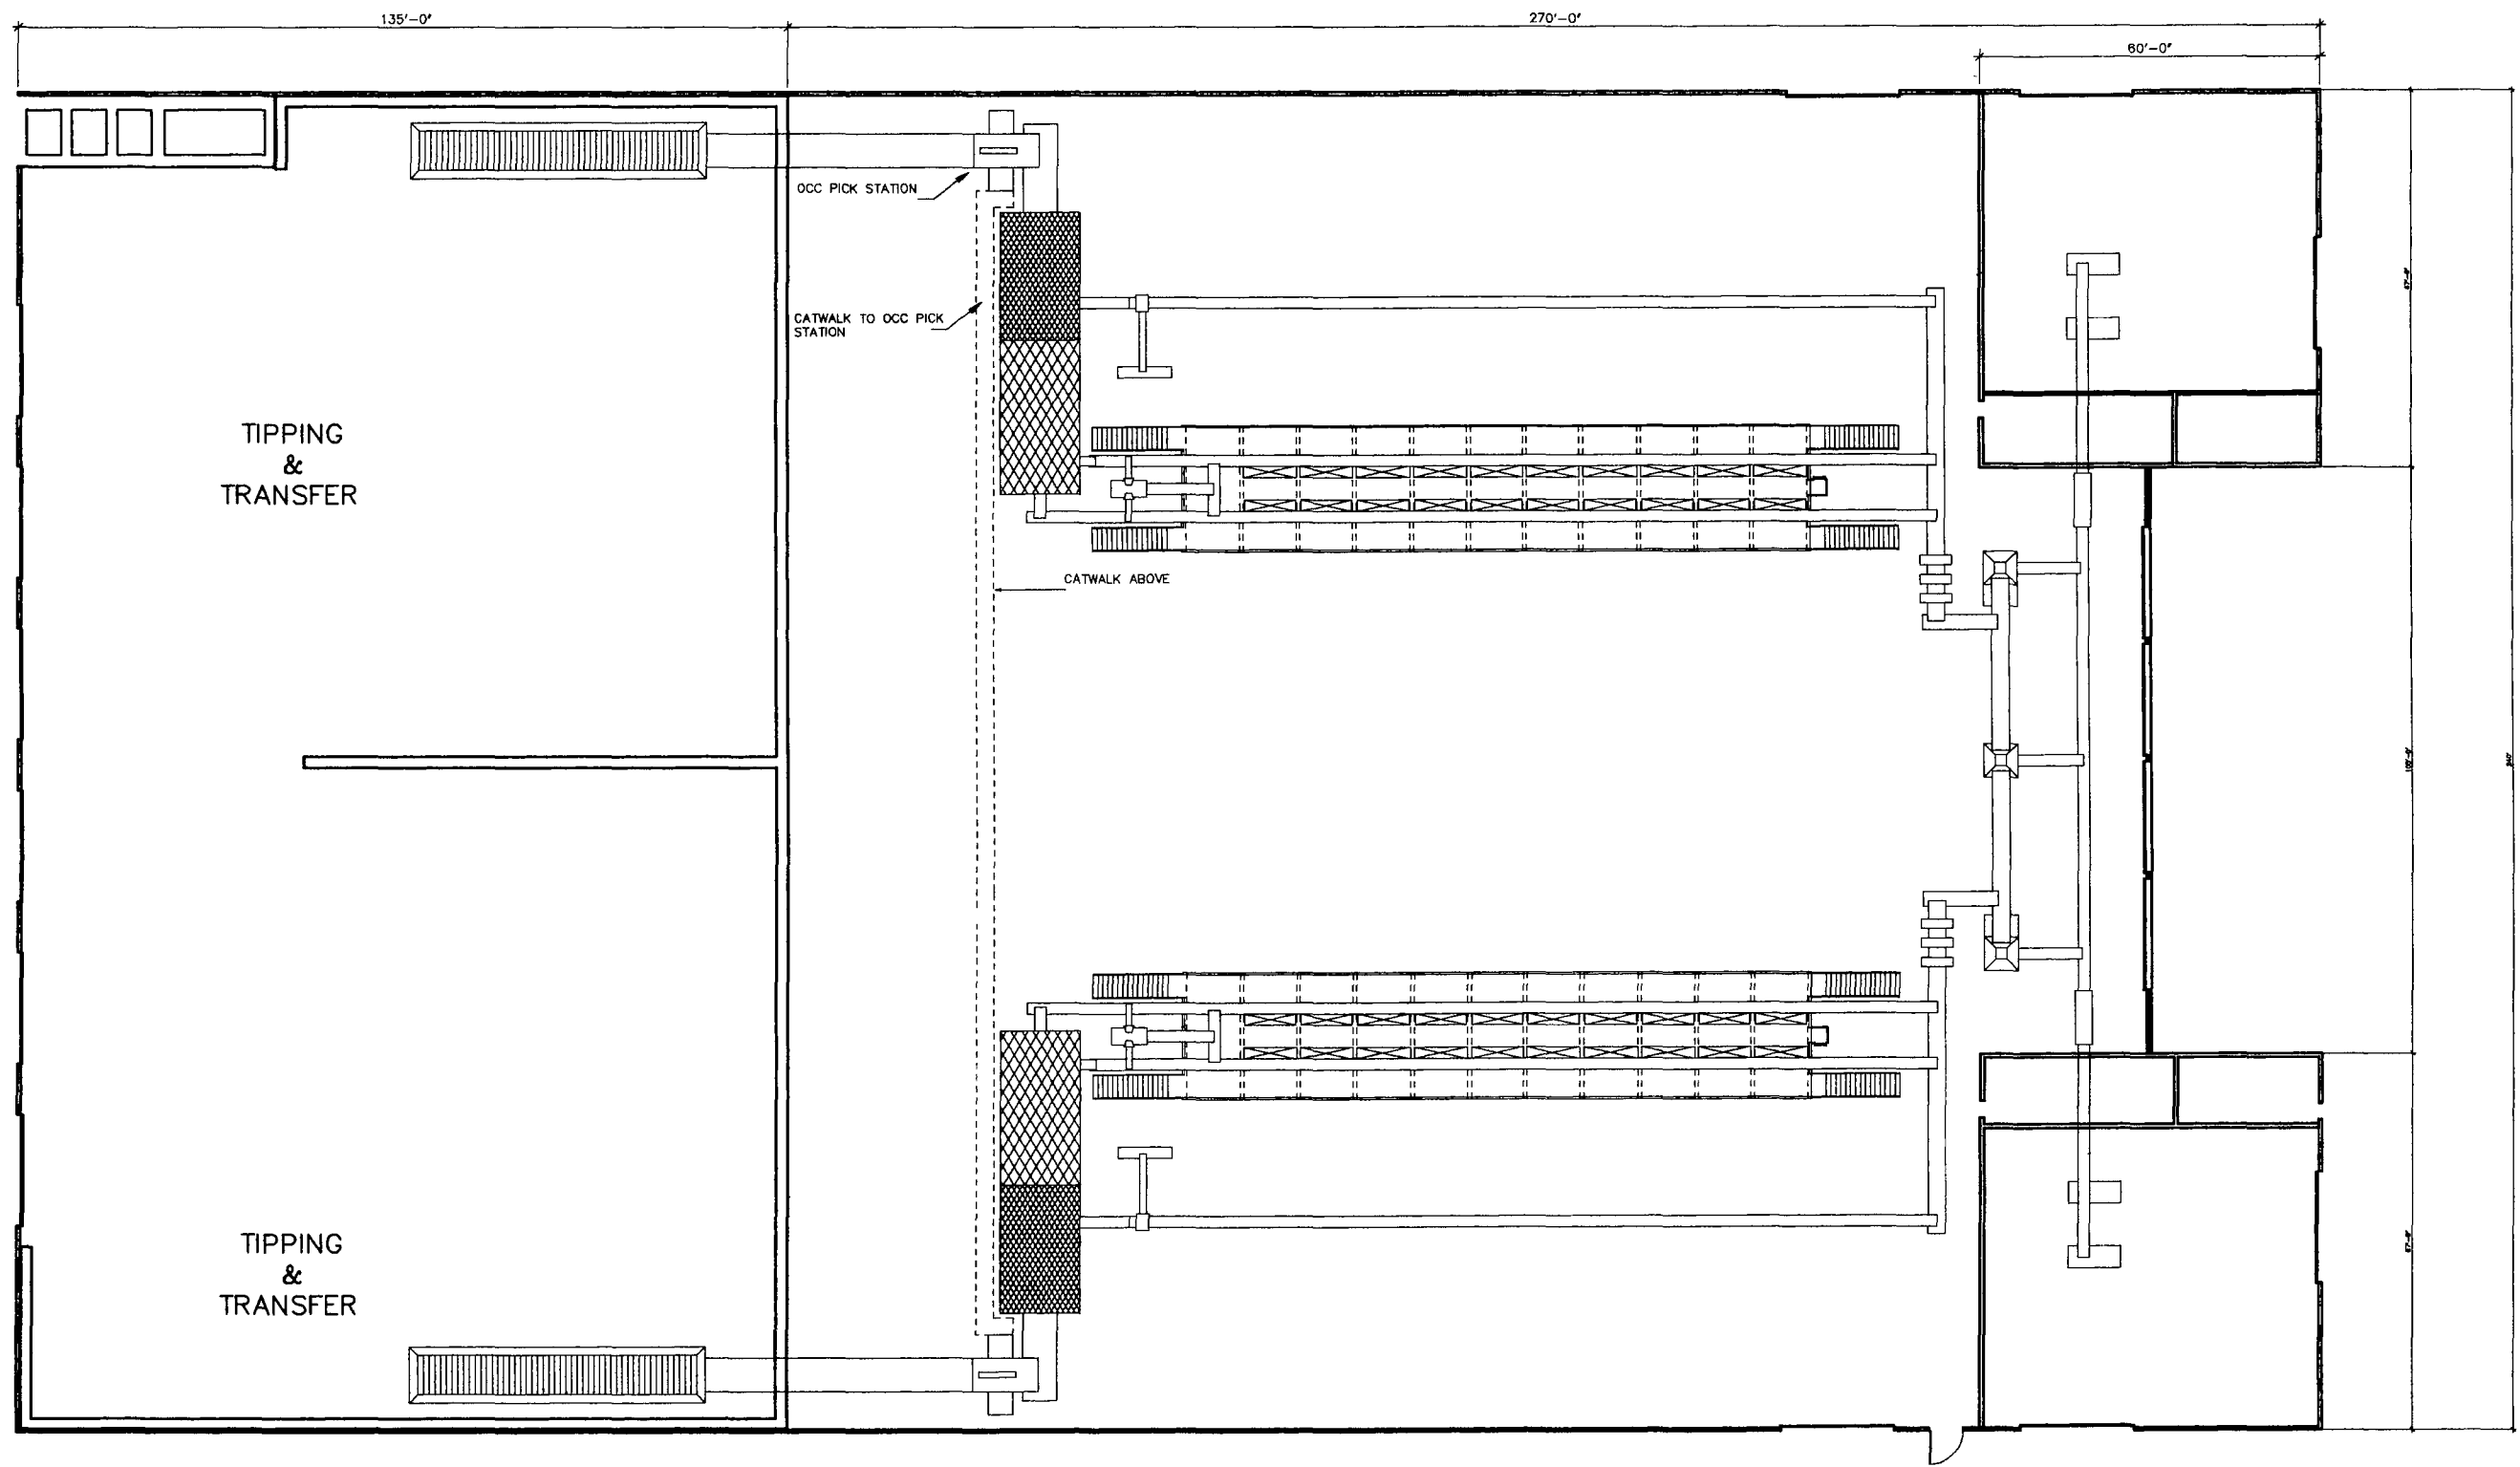 135'-0"
270'-0"
60'-0"
OCC PICK STATION
CATWALK TO OCC PICK
STATION
TIPPING
&
TRANSFER
CATWALK ABOVE
TIPPING
&
TRANSFER